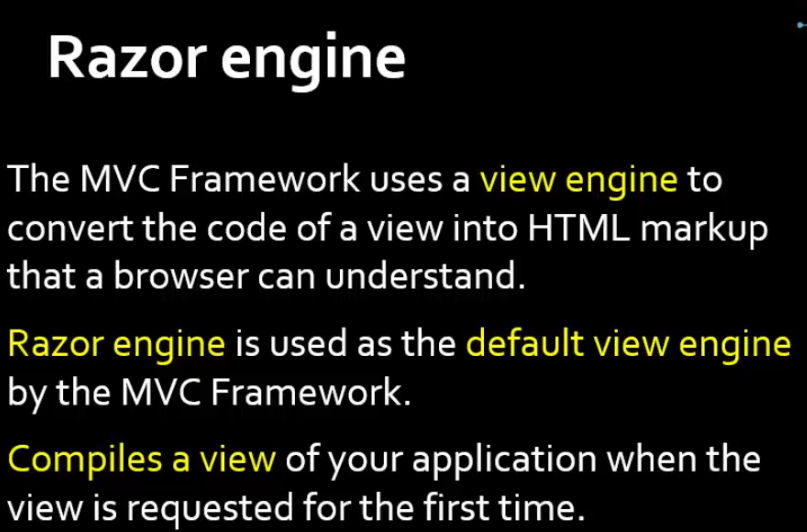 Razor engine
The MVC Framework uses a view engine to
convert the code of a view into HTML markup
that a browser can understand.
Razor engine is used as the default view engine
by the MVC Framework.
Compiles a view of your application when the
view is requested for the first time.